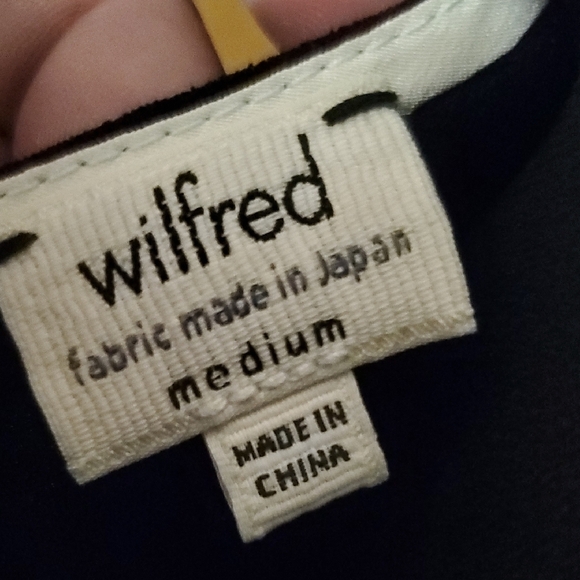 wilfred
fabric made in Japan
medium
MADE IN
CHINA